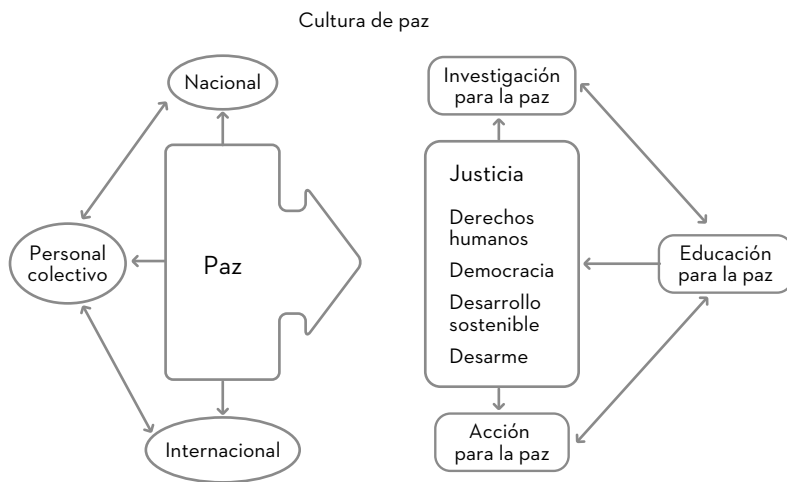 Cultura de paz
Nacional
Personal
colectivo
Paz
Internacional
Investigación
para la paz
Justicia
Derechos
humanos
Democracia
Desarrollo
sostenible
Desarme
Educación
para la paz
Acción
para la paz